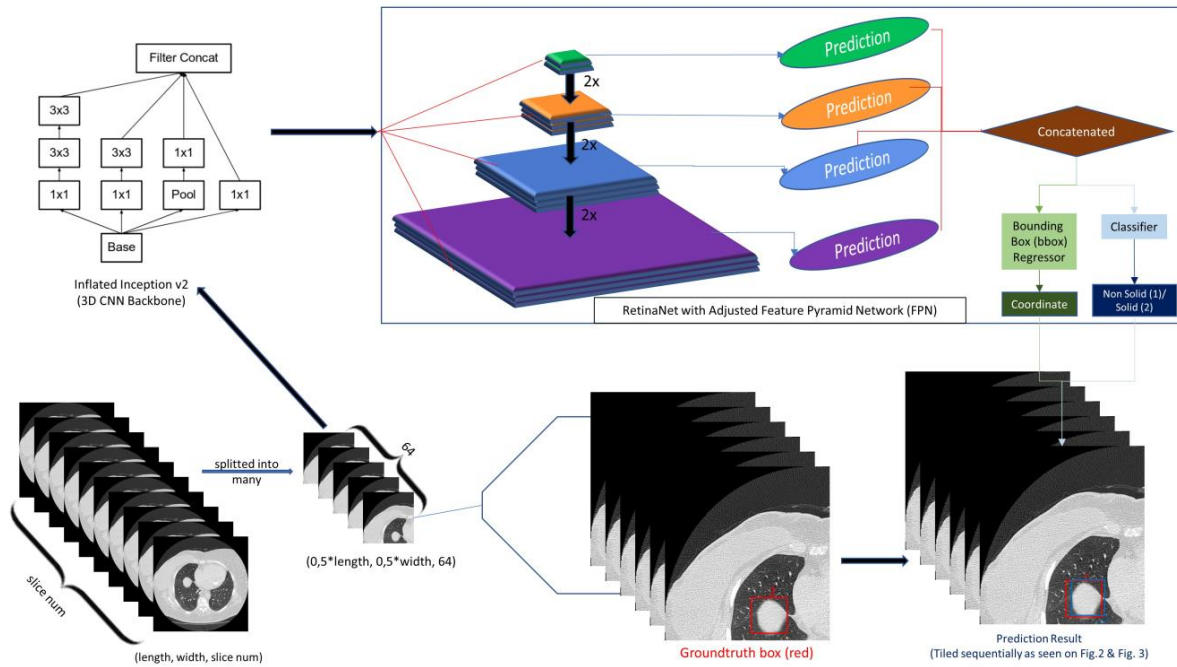 Filter Concat
3x3
3x3
3x3
1x1
1x1
1x1
Pool
1x1
Base
Inflated Inception v2
(3D CNN Backbone)
2x
2x
2x
Prediction
Prediction
Prediction
Prediction
Concatenated
Bounding
Box (bbox)
Regressor
Classifier
Coordinate
Non Solid (1)/
Solid (2)
RetinaNet with Adjusted Feature Pyramid Network (FPN)
splitted into
many
64
slice num
(length, width, slice num)
(0,5*length, 0,5*width, 64)
Groundtruth box (red)
Prediction Result
(Tiled sequentially as seen on Fig.2 & Fig. 3)